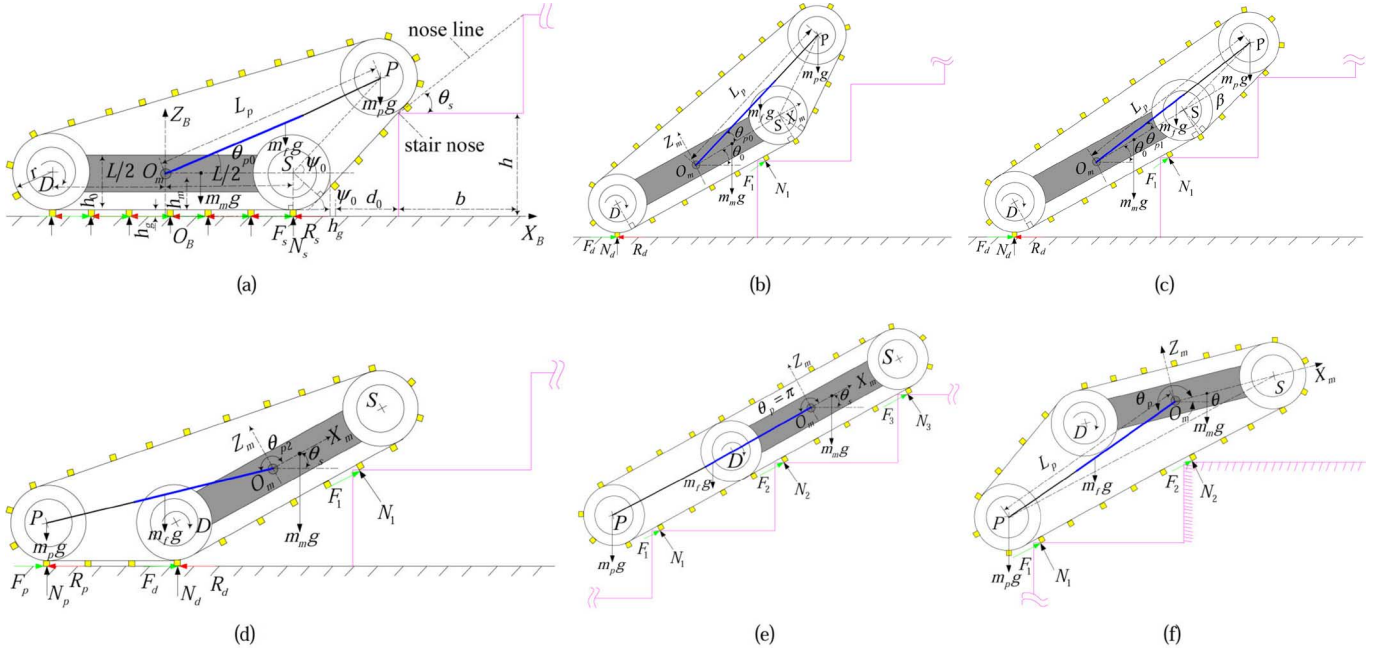 nose line
P
θ_s
Z_B
L_p
m_p g
m_f g
stair nose
θ_p0
h
r
D
L/2
O_m
L/2
S
ψ_0
h_0
h_m
m_m g
ψ_0
d_0
b
h_g
O_B
F_s
N_s
R_s
h_g
X_B
(a)
P
m_p g
L_p
m_f g
S
X_m
Z_m
θ_p0
θ_0
O_m
F_1
N_1
m_m g
D
F_d
N_d
R_d
(b)
P
m_p g
L_p
β
S
m_f g
θ_0
θ_p1
O_m
F_1
N_1
m_m g
D
F_d
N_d
R_d
(c)
S
Z_m
X_m
θ_p2
θ_s
O_m
P
m_f g
D
m_m g
F_1
N_1
m_p g
F_p
N_p
R_p
F_d
N_d
R_d
(d)
Z_m
S
X_m
θ_p = π
θ_s
O_m
F_3
N_3
m_m g
D
m_f g
F_2
N_2
P
F_1
N_1
m_p g
(e)
Z_m
X_m
S
θ_p
θ
O_m
m_m g
D
L_p
m_f g
F_2
N_2
P
F_1
N_1
m_p g
(f)